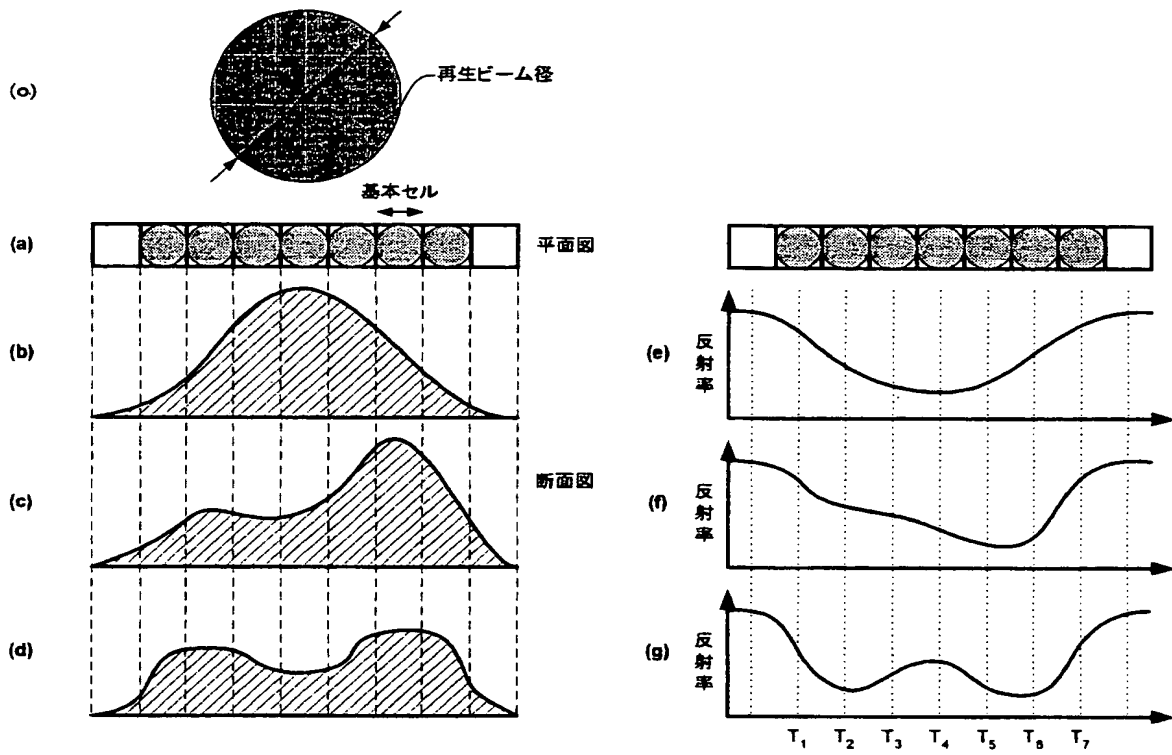 (o)
再生ビーム径
基本セル
(a)
平面図
(b)
(e)
反射率
(c)
断面図
(f)
反射率
(d)
(g)
反射率
T1 T2 T3 T4 T5 T6 T7